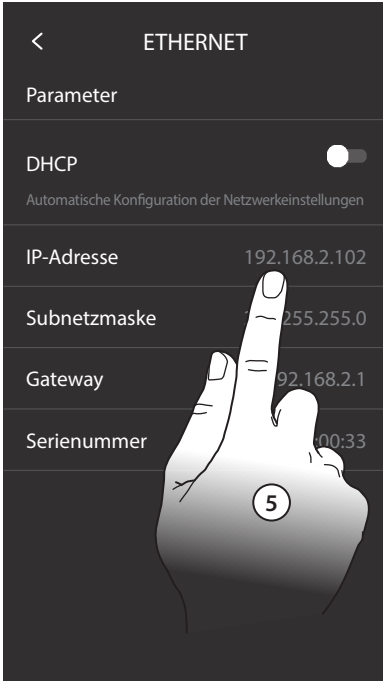 ETHERNET
Parameter
DHCP
Automatische Konfiguration der Netzwerkeinstellungen
IP-Adresse 192.168.2.102
Subnetzmaske 255.255.0
Gateway 92.168.2.1
Serienummer :00:33
5